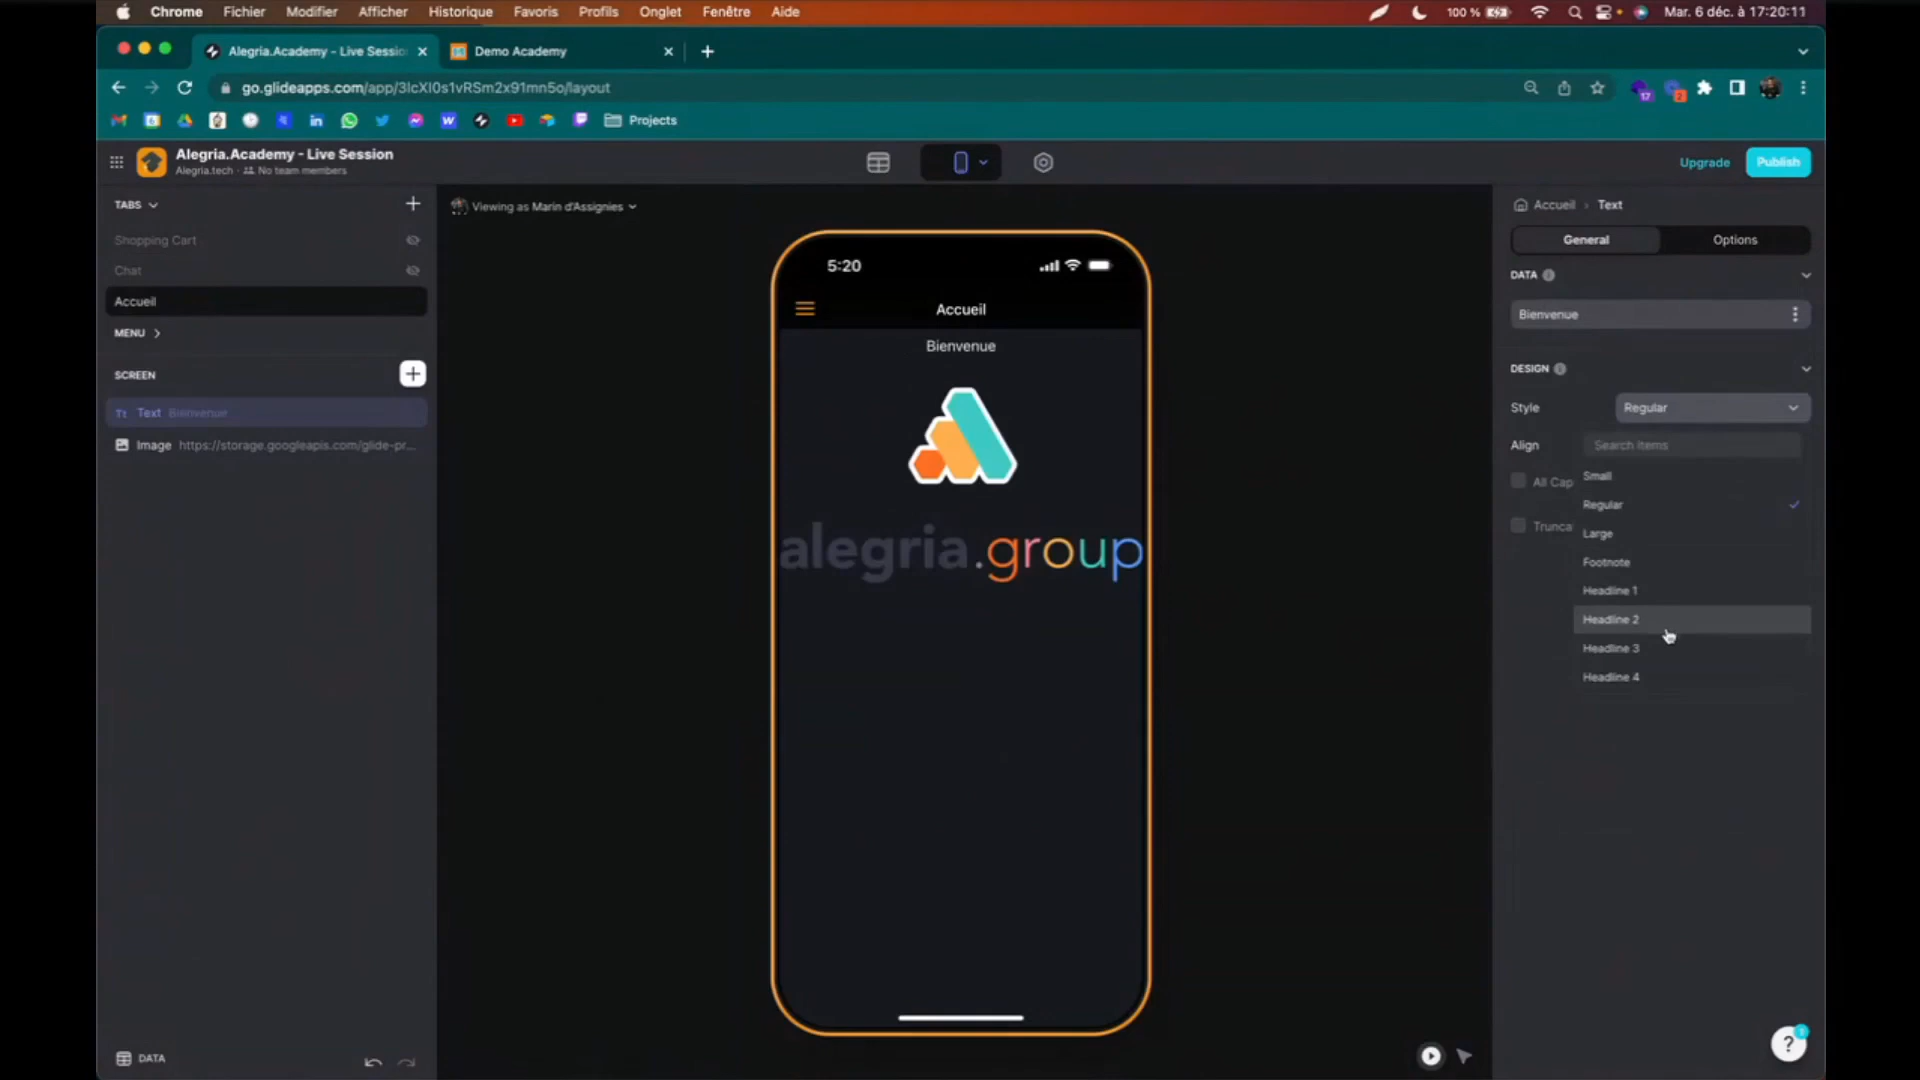 Chrome Fichier Modifier Afficher Historique Favoris Profils Onglet Fenêtre Aide 100 % Mar. 6 déc. à 17:20:11
Alegria.Academy - Live Sessio Demo Academy
go.glideapps.com/app/3lcXI0s1vRSm2x91mn5o/layout
Projects
Alegria.Academy - Live Session
Alegria.tech · No team members
Upgrade Publish
TABS
Shopping Cart
Chat
Accueil
MENU
SCREEN
Tt Text Bienvenue
Image https://storage.googleapis.com/glide-pr...
DATA
Viewing as Marin d'Assignies
5:20
Accueil
Bienvenue
alegria.group
Accueil › Text
General Options
DATA
Bienvenue
DESIGN
Style Regular
Align Search items
All Cap
Trunca
Small
Regular
Large
Footnote
Headline 1
Headline 2
Headline 3
Headline 4
?